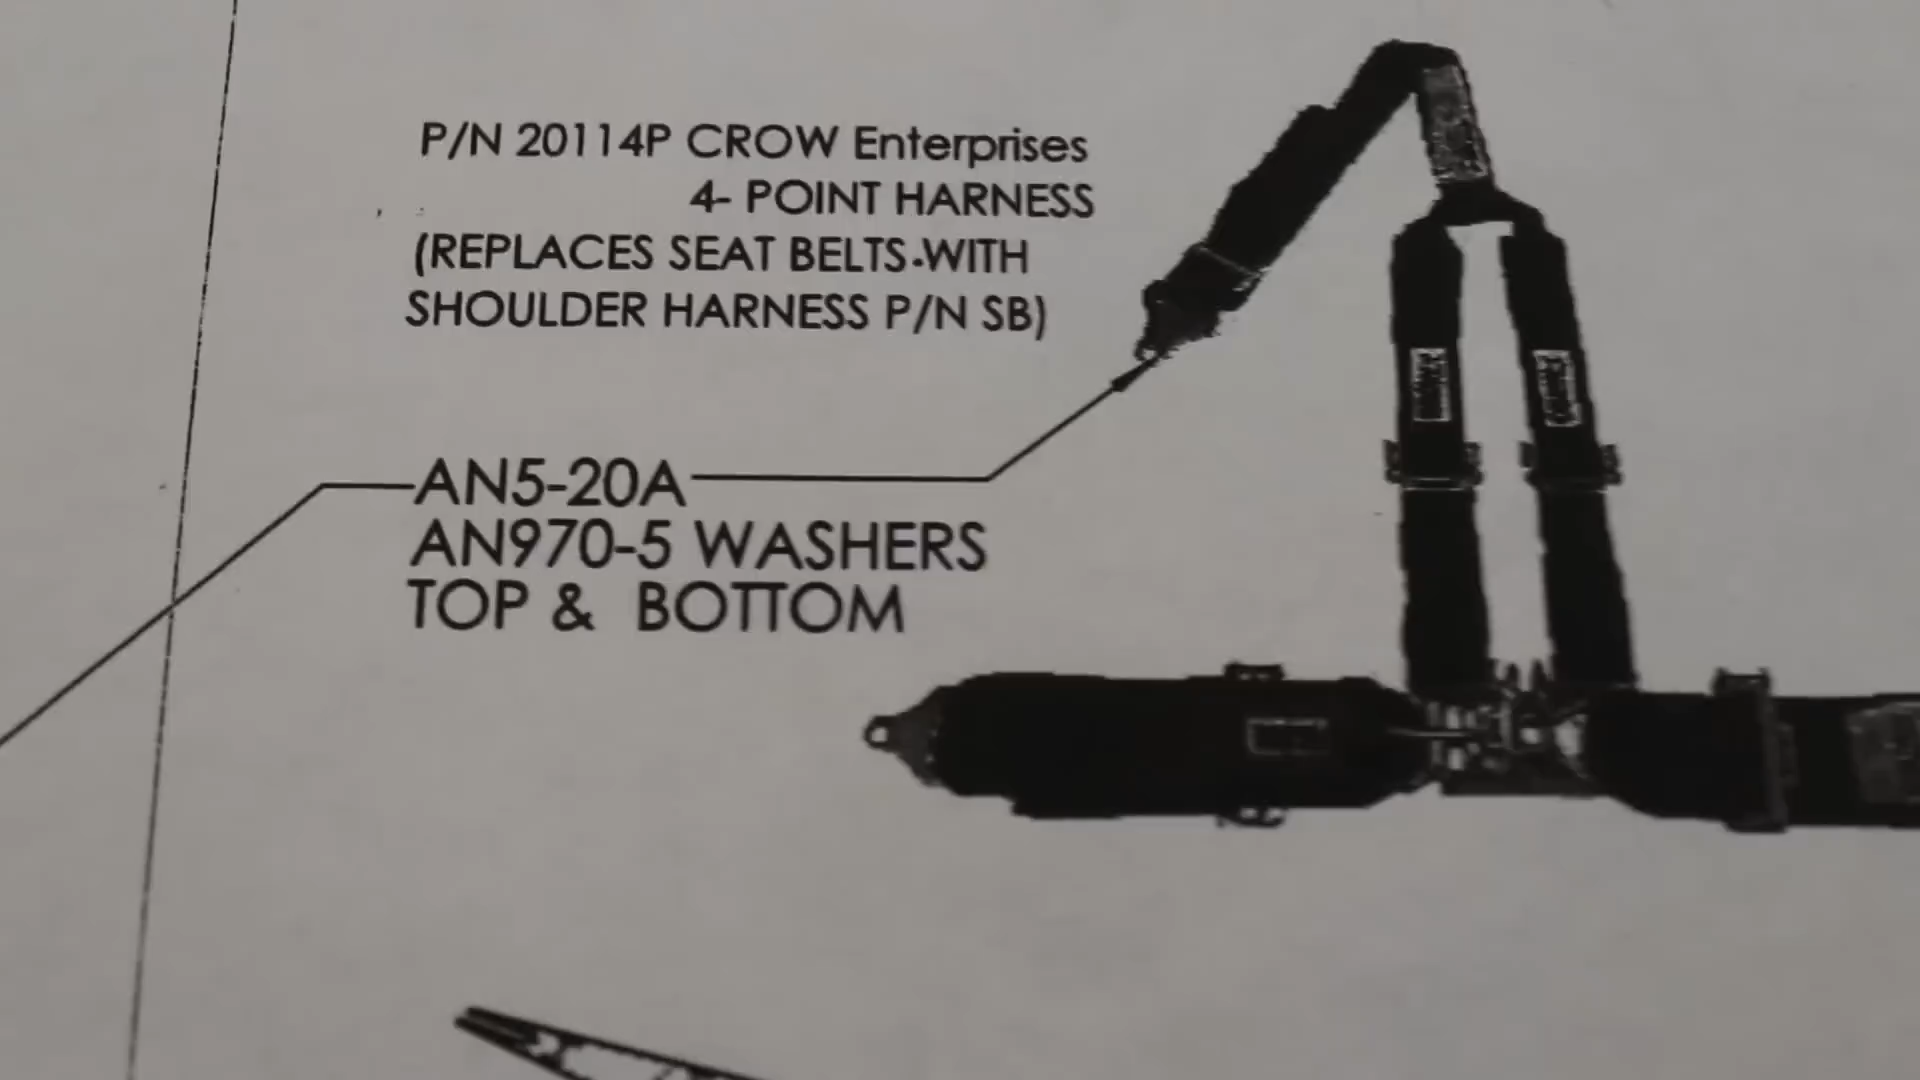 P/N 20114P CROW Enterprises
4- POINT HARNESS
(REPLACES SEAT BELTS-WITH
SHOULDER HARNESS P/N SB)
AN5-20A
AN970-5 WASHERS
TOP & BOTTOM